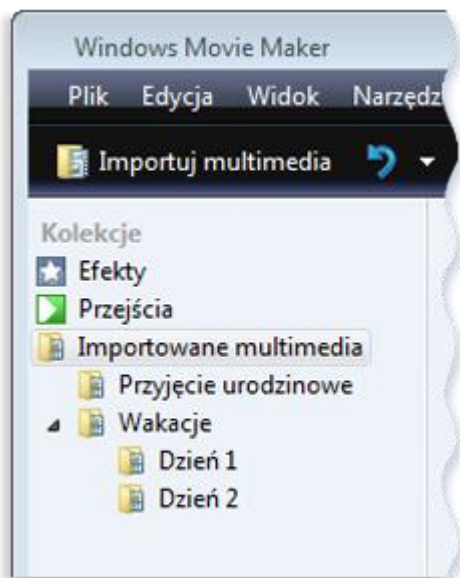 Windows Movie Maker
Plik Edycja Widok
Importuj multimedia
Kolekcje
Efekty
Przejścia
Importowane multimedia
Przyjęcie urodzinowe
Wakacje
Dzień 1
Dzień 2